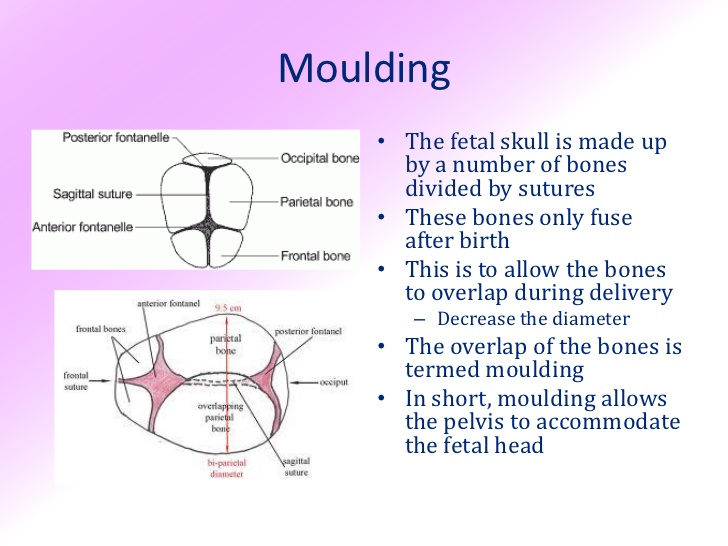 Moulding
Posterior fontanelle
Occipital bone
Sagittal suture
Parietal bone
Anterior fontanelle
Frontal bone
anterior fontanel
9.5 cm
frontal bones
parietal
bone
posterior fontanel
frontal
suture
occiput
overlapping
parietal
bone
bi-parietal
diameter
sagittal
suture
• The fetal skull is made up
by a number of bones
divided by sutures
• These bones only fuse
after birth
• This is to allow the bones
to overlap during delivery
– Decrease the diameter
• The overlap of the bones is
termed moulding
• In short, moulding allows
the pelvis to accommodate
the fetal head